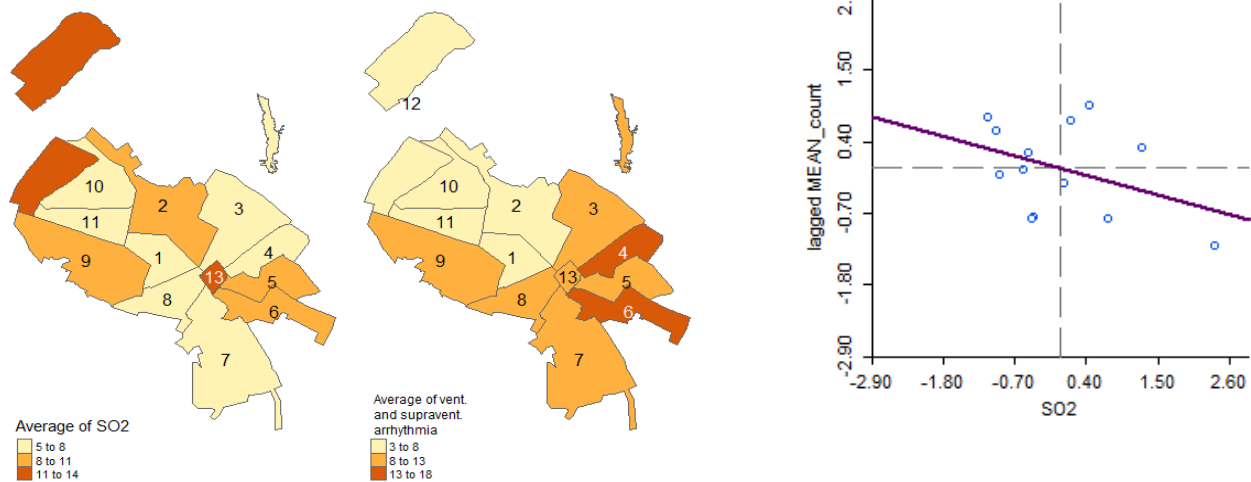 10
2
3
11
9
1
4
13
5
8
6
7
Average of SO2
5 to 8
8 to 11
11 to 14
12
10
2
3
11
4
9
1
13
5
8
6
7
Average of vent.
and supravent.
arrhythmia
3 to 8
8 to 13
13 to 18
lagged MEAN_count
1.50
0.40
-0.70
-1.80
-2.90
-2.90 -1.80 -0.70 0.40 1.50 2.60
SO2